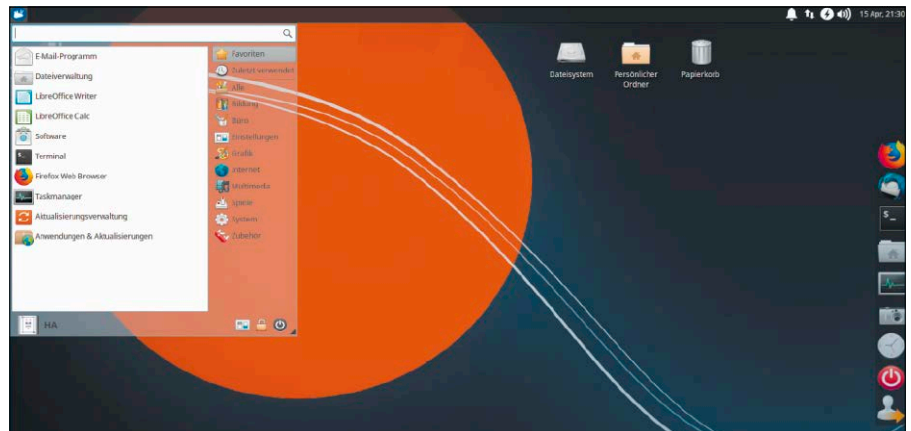 15 Apr, 21:30
E-Mail-Programm
Dateiverwaltung
LibreOffice Writer
LibreOffice Calc
Software
Terminal
Firefox Web Browser
Taskmanager
Aktualisierungsverwaltung
Anwendungen & Aktualisierungen
Favoriten
Zuletzt verwendet
Alle
Bildung
Büro
Einstellungen
Grafik
Internet
Multimedia
Spiele
System
Zubehör
HA
Dateisystem
Persönlicher
Ordner
Papierkorb